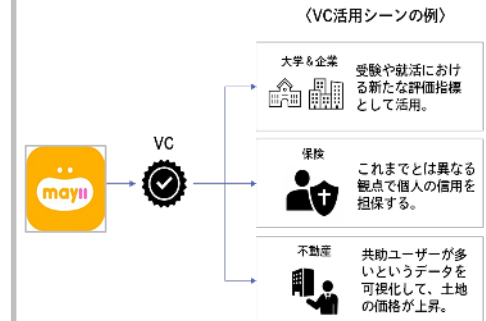 〈VC活用シーンの例〉
大学＆企業
受験や就活におけ
る新たな評価指標
として活用。
VC
mayii
保険
これまでとは異なる
観点で個人の信用を
担保する。
不動産
共助ユーザーが多
いというデータを
可視化して、土地
の価格が上昇。